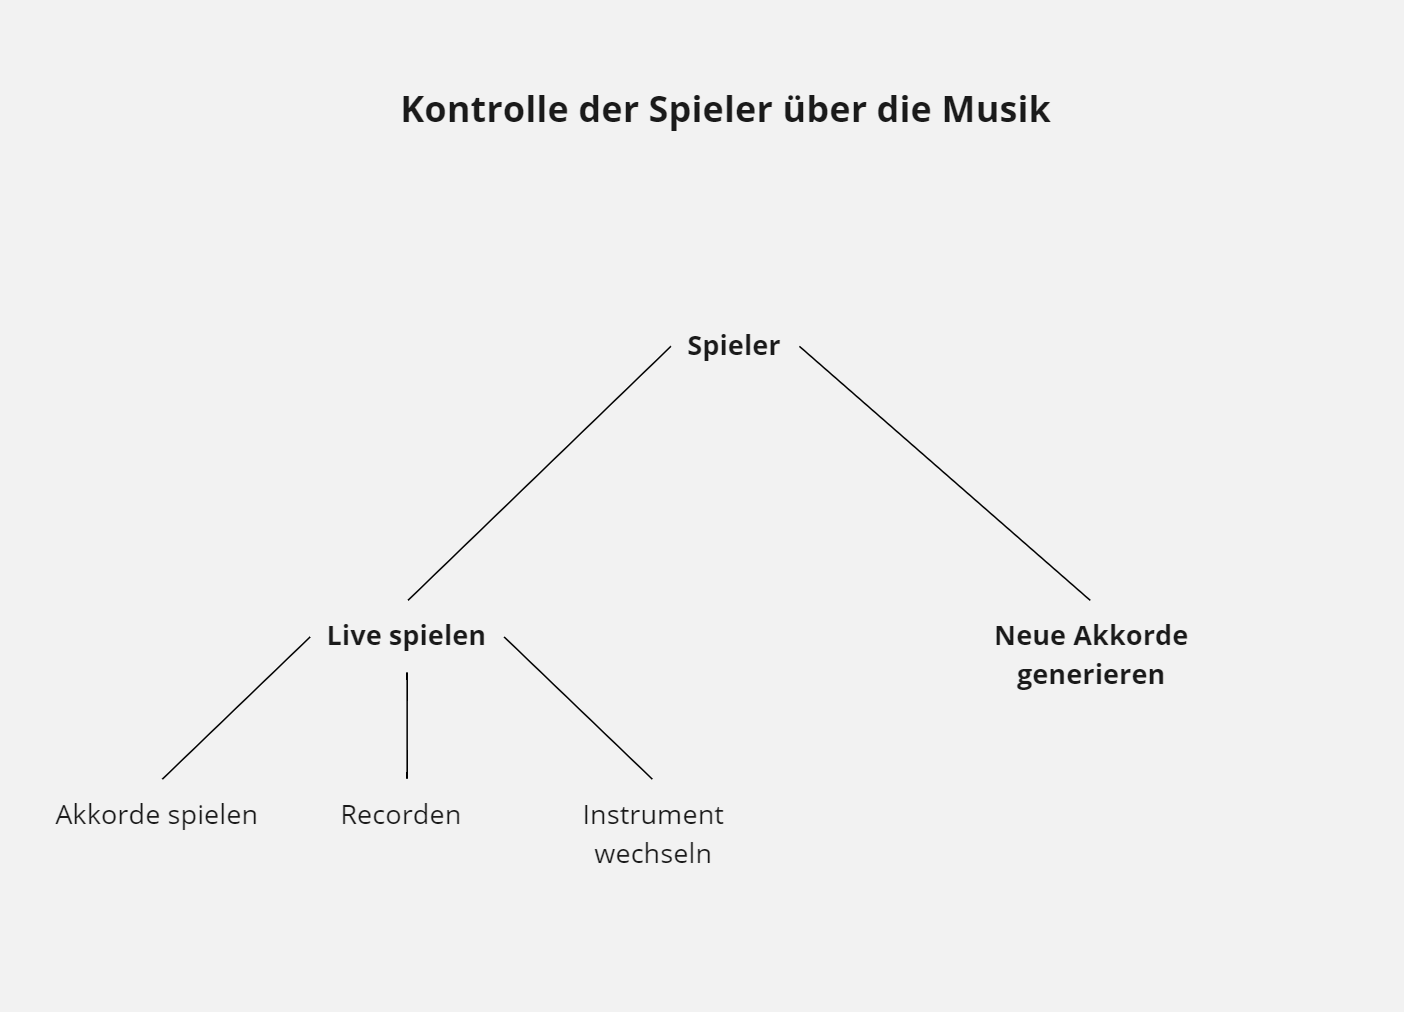 Kontrolle der Spieler über die Musik
Spieler
Live spielen
Neue Akkorde
generieren
Akkorde spielen
Recorden
Instrument
wechseln